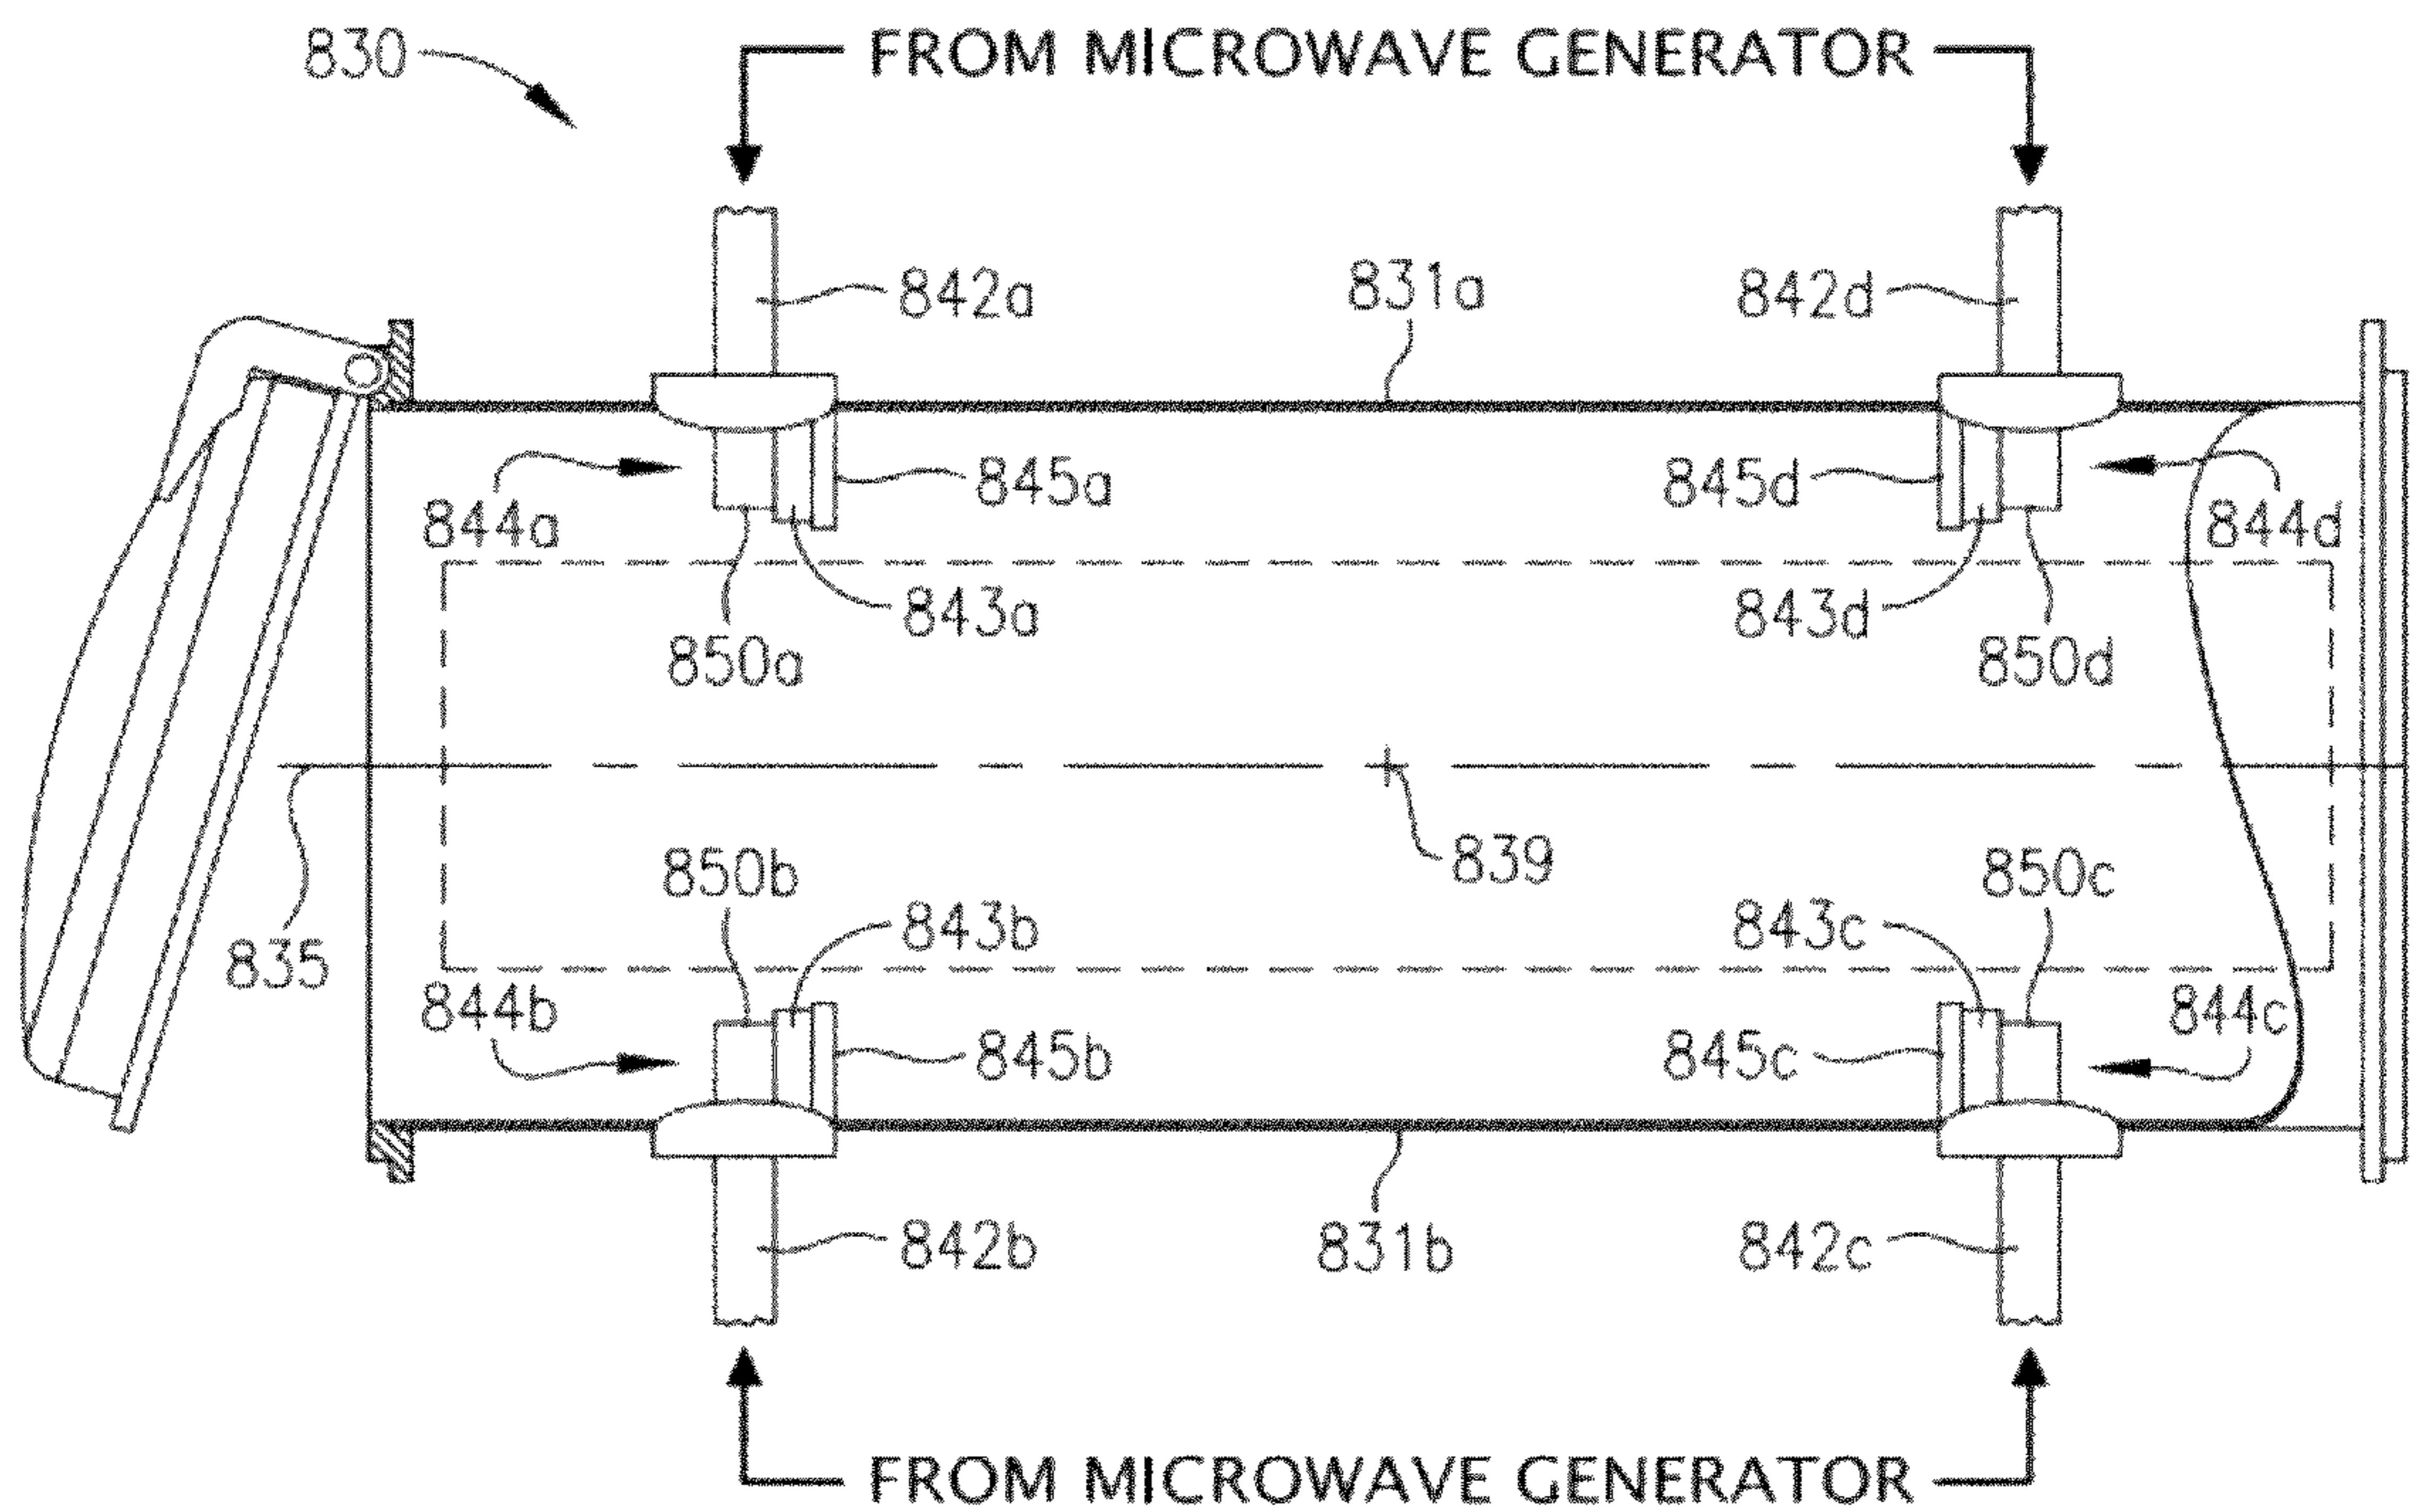 830
FROM MICROWAVE GENERATOR
842a
831a
842d
844a
845a
845d
844d
843a
843d
850a
850d
835
839
850b
850c
843b
843c
844b
844c
845b
845c
842b
831b
842c
FROM MICROWAVE GENERATOR